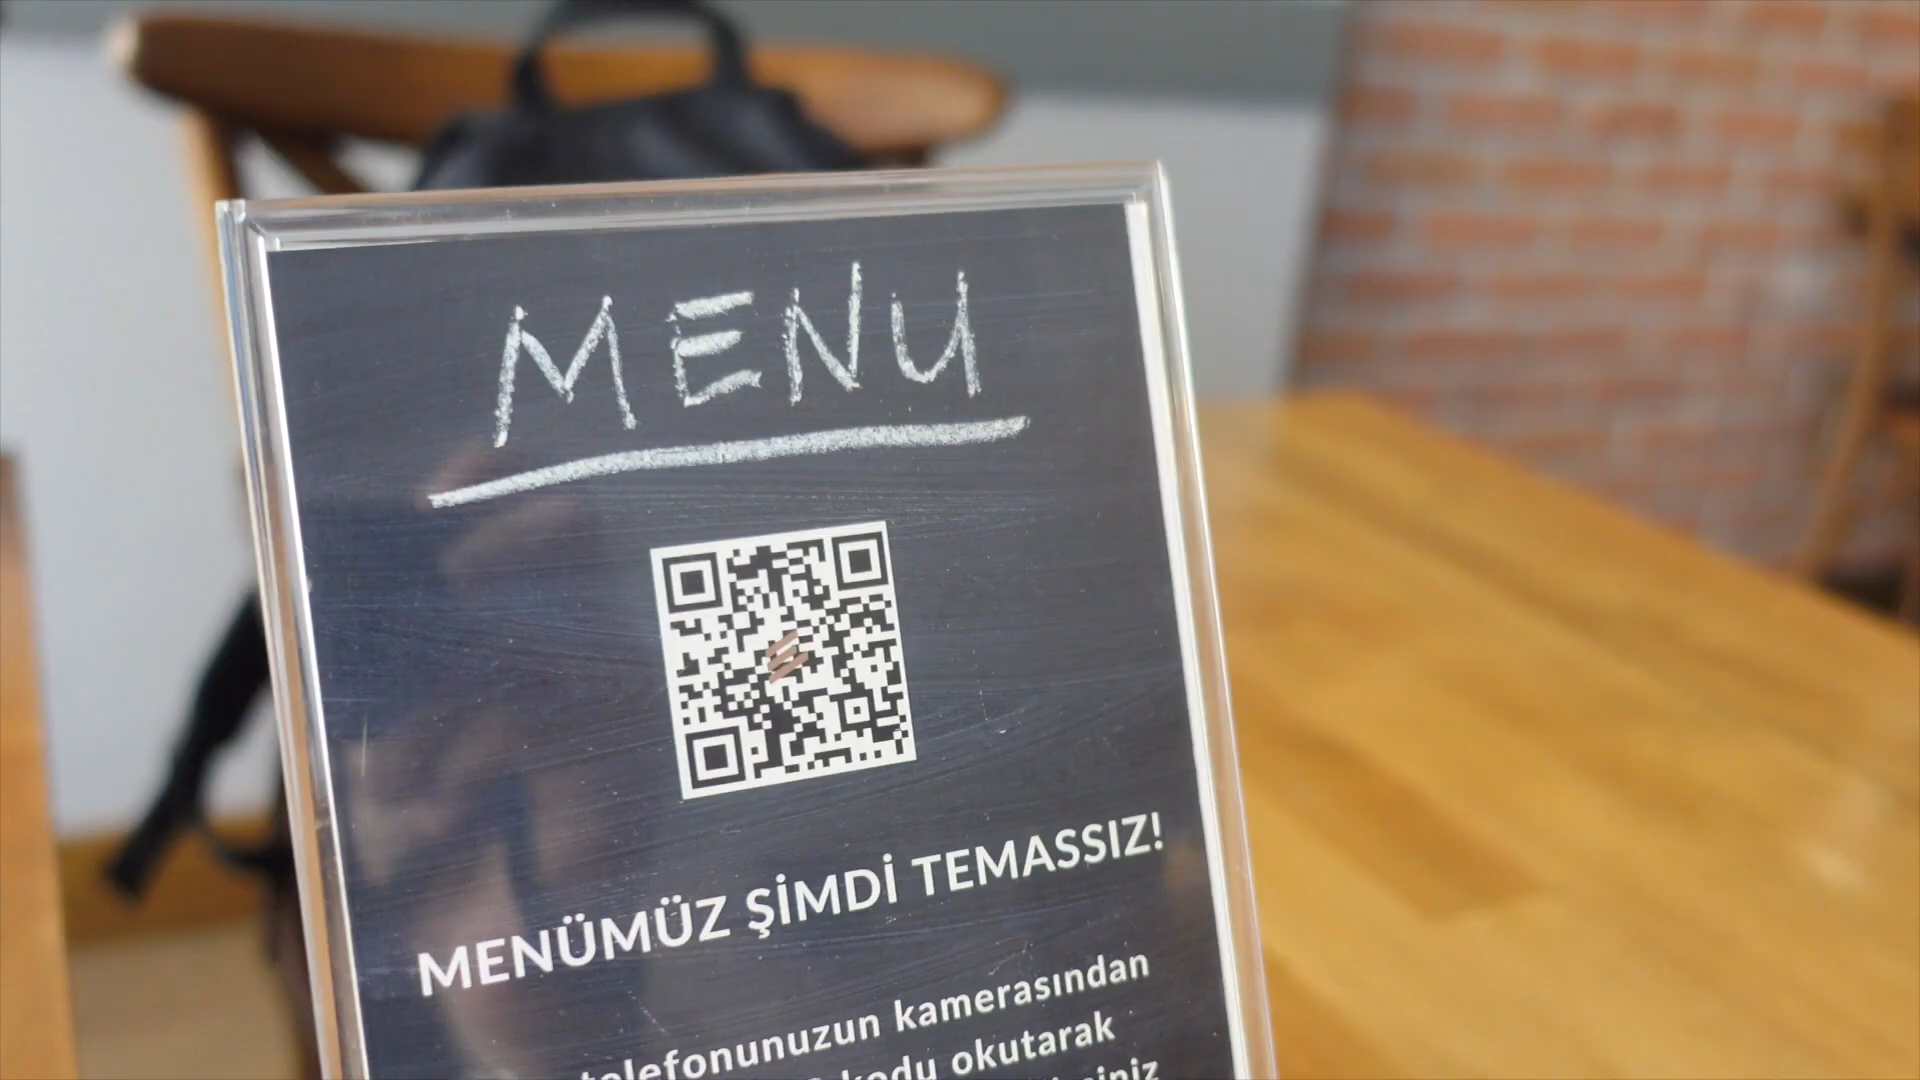 MENU
MENÜMÜZ ŞİMDİ TEMASSIZ!
telefonunuzun kamerasından
kodu okutarak